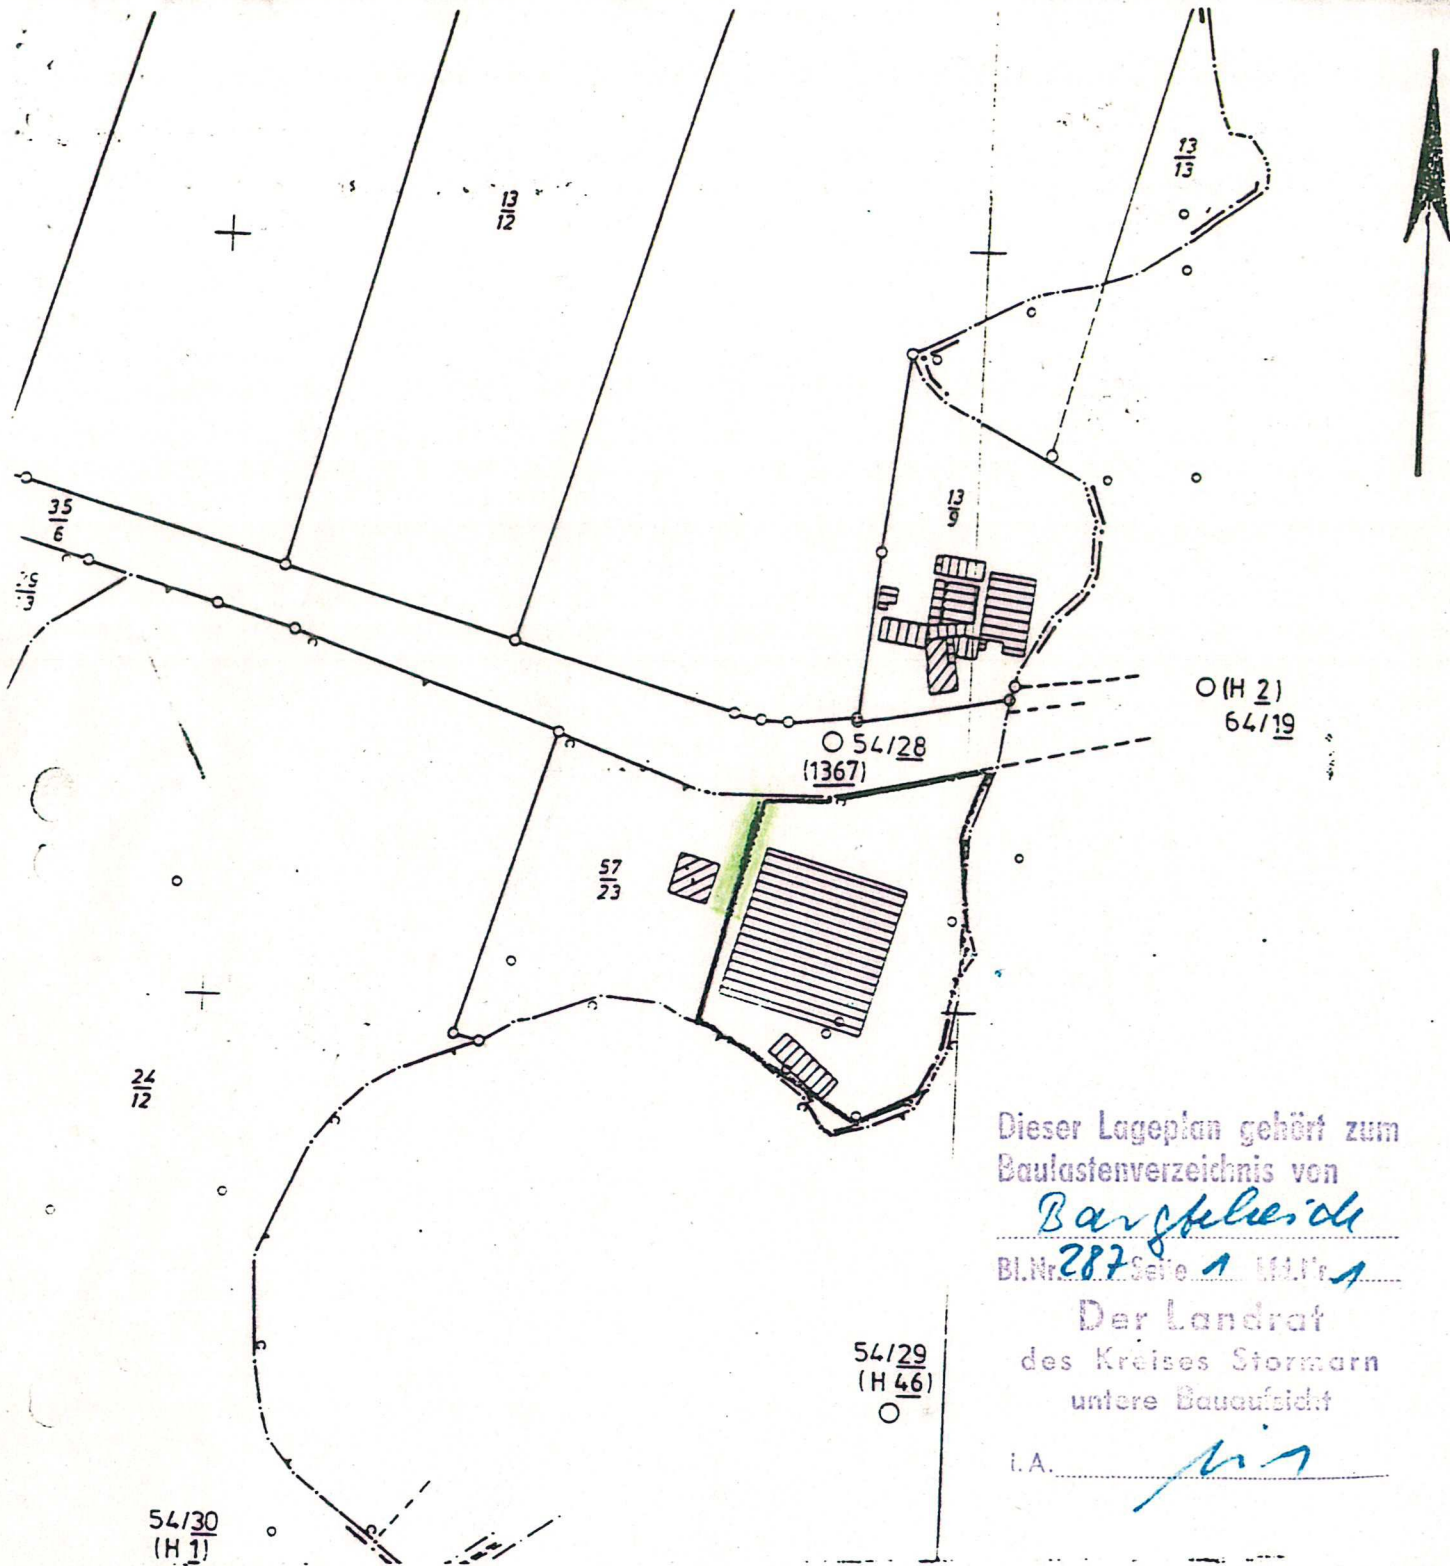 13
13
13
12
13
9
35
6
O (H 2)
64/19
O 54/28
(1367)
57
23
24
12
Dieser Lageplan gehört zum
Baulastenverzeichnis von
Bargteheide
Bl.Nr. 287 Seite 1 Lfd.Nr. 1
Der Landrat
des Kreises Stormarn
untere Bauaufsicht
i.A.
54/29
(H 46)
54/30
(H 1)